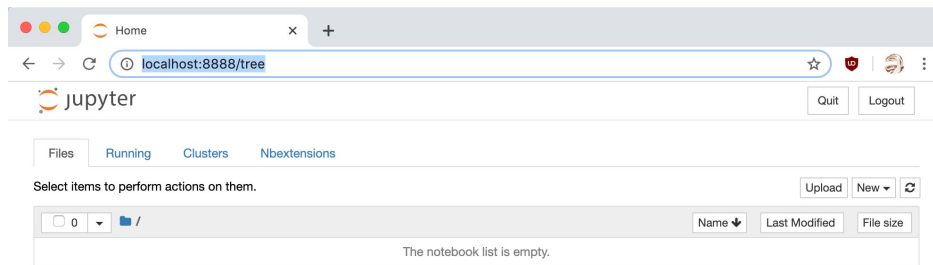 Home
localhost:8888/tree
jupyter
Quit Logout
Files Running Clusters Nbextensions
Select items to perform actions on them.
Upload New
0 /
Name Last Modified File size
The notebook list is empty.